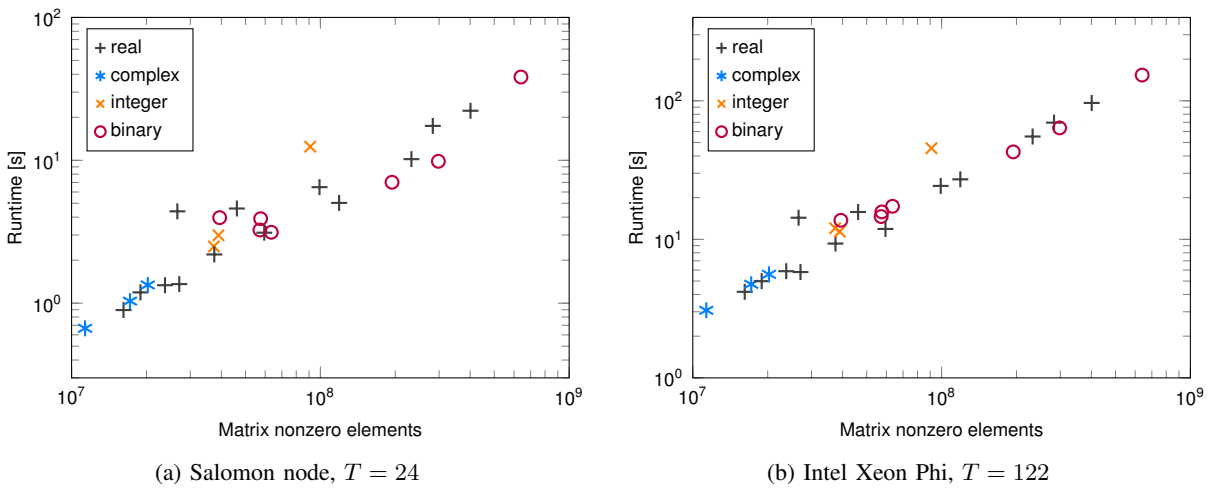 10²
10¹
10⁰
Runtime [s]
real
complex
integer
binary
10⁷
10⁸
10⁹
Matrix nonzero elements
(a) Salomon node, T = 24
10²
10¹
10⁰
Runtime [s]
real
complex
integer
binary
10⁷
10⁸
10⁹
Matrix nonzero elements
(b) Intel Xeon Phi, T = 122